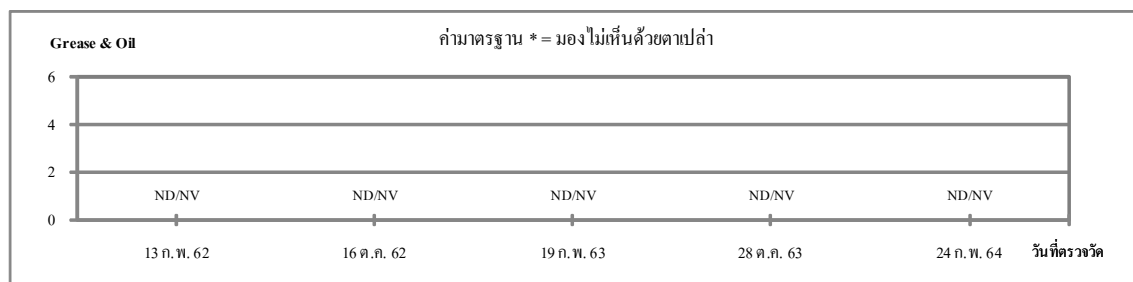 Grease & Oil
ค่ามาตรฐาน * = มองไม่เห็นด้วยตาเปล่า
6
4
2
0
ND/NV ND/NV ND/NV ND/NV ND/NV
13 ก.พ. 62 16 ต.ค. 62 19 ก.พ. 63 28 ต.ค. 63 24 ก.พ. 64 วันที่ตรวจวัด